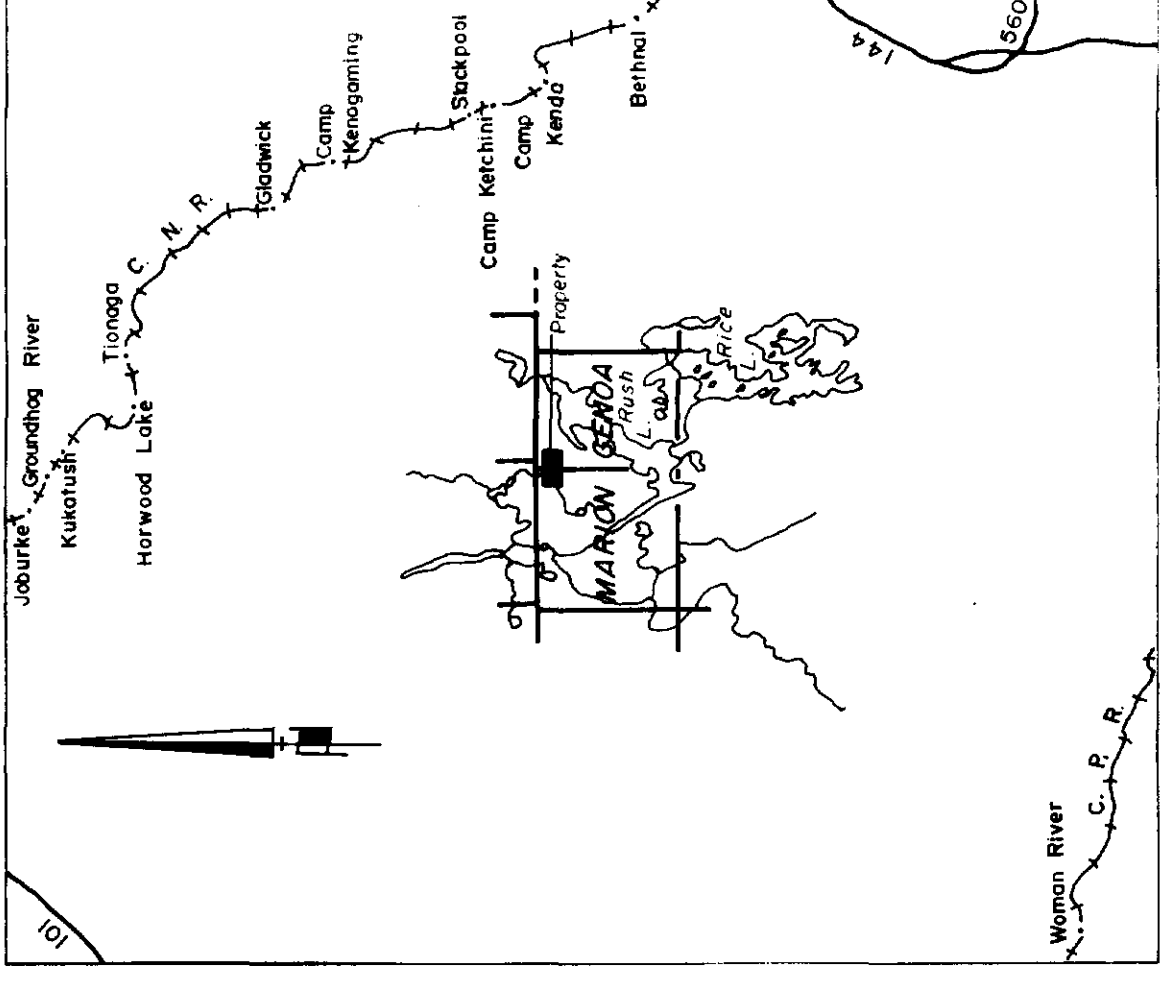 101
Joburke
Groundhog River
Kukatush
Horwood Lake
Tionaga
C. N. R.
Gladwick
Camp
Kenogaming
Stackpool
Camp Ketchini
Camp
Kenda
Bethnal
144
560
Property
MARION
GENOA
Rush
L.
Rice
L.
Woman River
C. P. R.